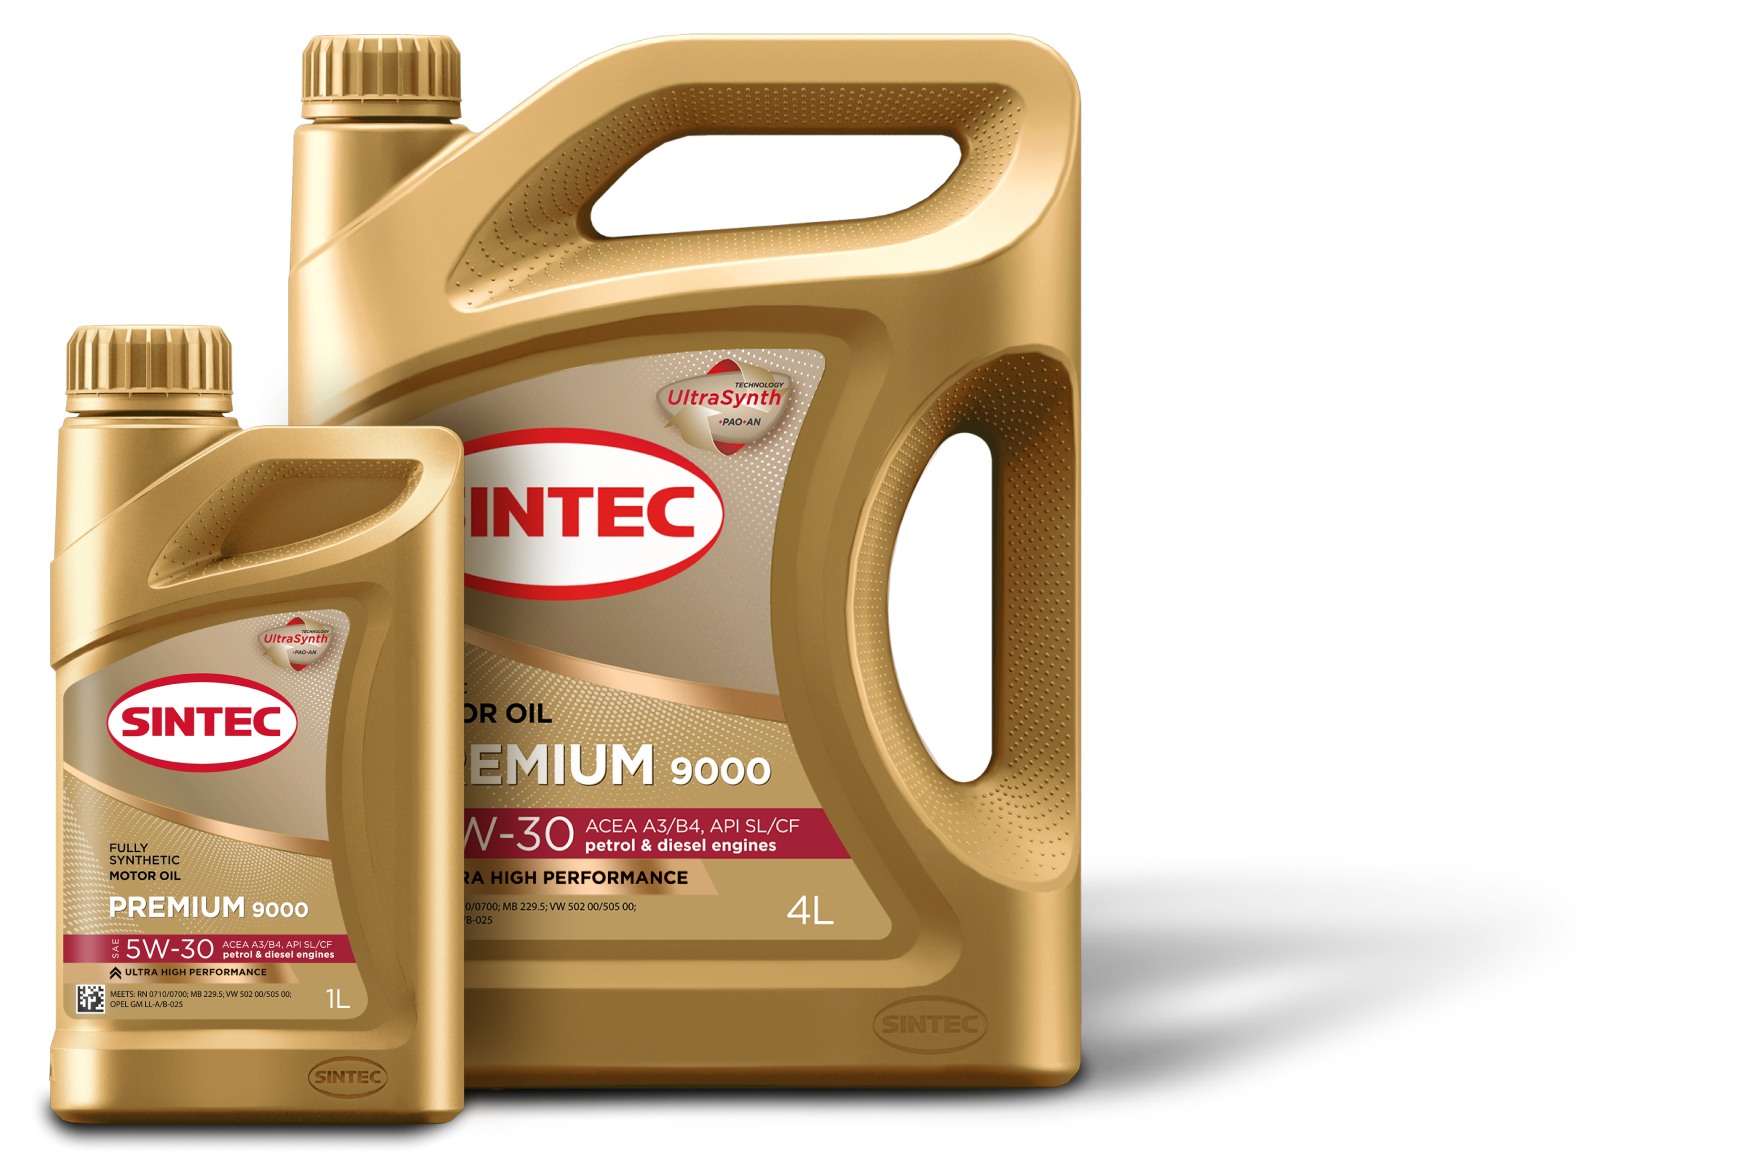 TECHNOLOGY
UltraSynth
+PAO+AN
SINTEC
FULLY
SYNTHETIC
MOTOR OIL
PREMIUM 9000
SAE 5W-30 ACEA A3/B4, API SL/CF
petrol & diesel engines
ULTRA HIGH PERFORMANCE
MEETS: RN 0710/0700; MB 229.5; VW 502 00/505 00;
OPEL GM LL-A/B-025
1L
SINTEC
TECHNOLOGY
UltraSynth
+PAO+AN
INTEC
OR OIL
EMIUM 9000
W-30 ACEA A3/B4, API SL/CF
petrol & diesel engines
RA HIGH PERFORMANCE
0/0700; MB 229.5; VW 502 00/505 00;
/B-025
4L
SINTEC